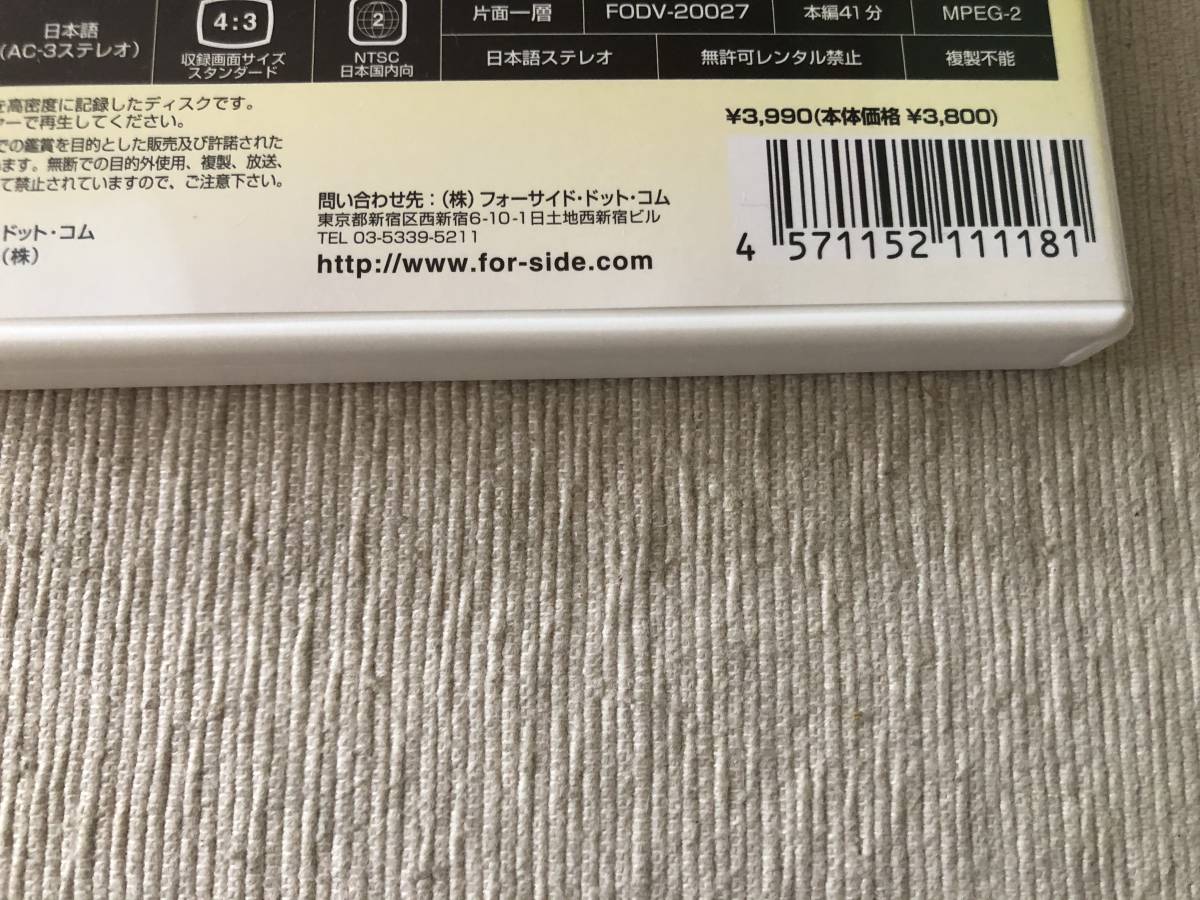 日本語
(AC-3ステレオ)
4:3
収録画面サイズ
スタンダード
2
NTSC
日本国内向
片面一層
FODV-20027
本編41分
MPEG-2
日本語ステレオ
無許可レンタル禁止
複製不能
を高密度に記録したディスクです。
ヤーで再生してください。
での鑑賞を目的とした販売及び許諾された
います。無断での目的外使用、複製、放送、
て禁止されていますので、ご注意下さい。
ドット・コム
(株)
問い合わせ先:(株)フォーサイド・ドット・コム
東京都新宿区西新宿6-10-1日土地西新宿ビル
TEL 03-5339-5211
http://www.for-side.com
¥3,990(本体価格 ¥3,800)
4 571152 111181